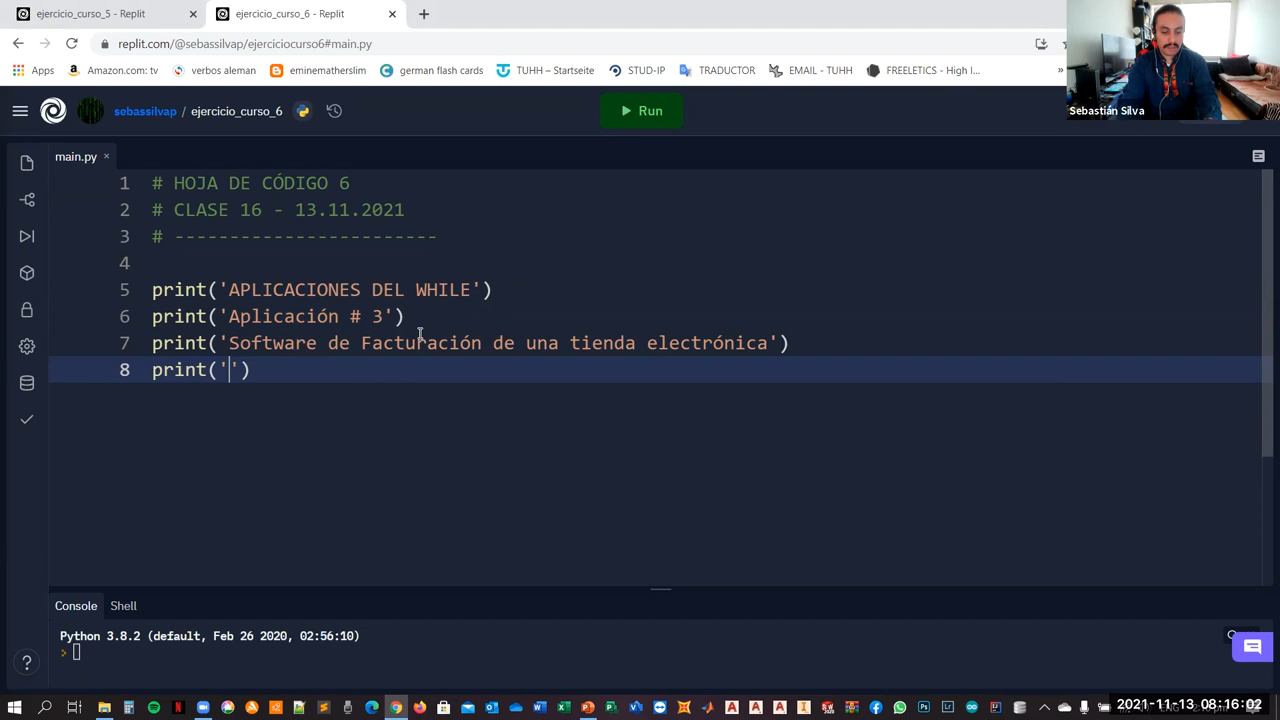 ejercicio_curso_5 - Replit
ejercicio_curso_6 - Replit
replit.com/@sebassilvap/ejerciciocurso6#main.py
Apps
Amazon.com: tv
verbos aleman
eminematherslim
german flash cards
TUHH – Startseite
STUD-IP
TRADUCTOR
EMAIL - TUHH
FREELETICS - High I...
»
Sebastián Silva
sebassilvap / ejercicio_curso_6
Run
main.py
1 # HOJA DE CÓDIGO 6
2 # CLASE 16 - 13.11.2021
3 # ------------------------
4
5 print('APLICACIONES DEL WHILE')
6 print('Aplicación # 3')
7 print('Software de Facturación de una tienda electrónica')
8 print('')
Console
Shell
Python 3.8.2 (default, Feb 26 2020, 02:56:10)
>
?
2021-11-13 08:16:02